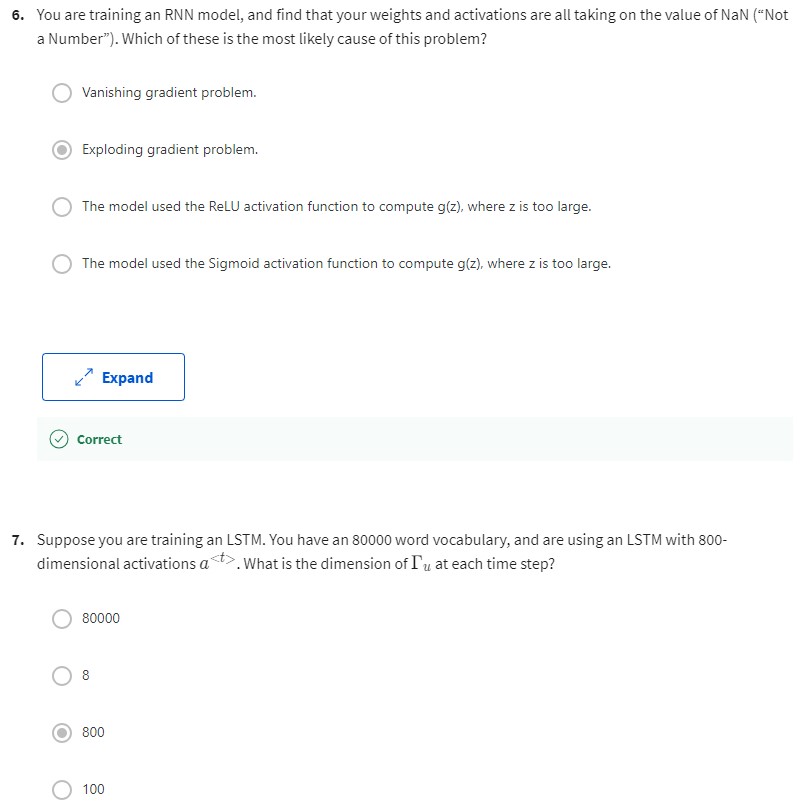 6. You are training an RNN model, and find that your weights and activations are all taking on the value of NaN (“Not
a Number”). Which of these is the most likely cause of this problem?
Vanishing gradient problem.
Exploding gradient problem.
The model used the ReLU activation function to compute g(z), where z is too large.
The model used the Sigmoid activation function to compute g(z), where z is too large.
Expand
Correct
7. Suppose you are training an LSTM. You have an 80000 word vocabulary, and are using an LSTM with 800-
dimensional activations a^<t>. What is the dimension of Γ_u at each time step?
80000
8
800
100